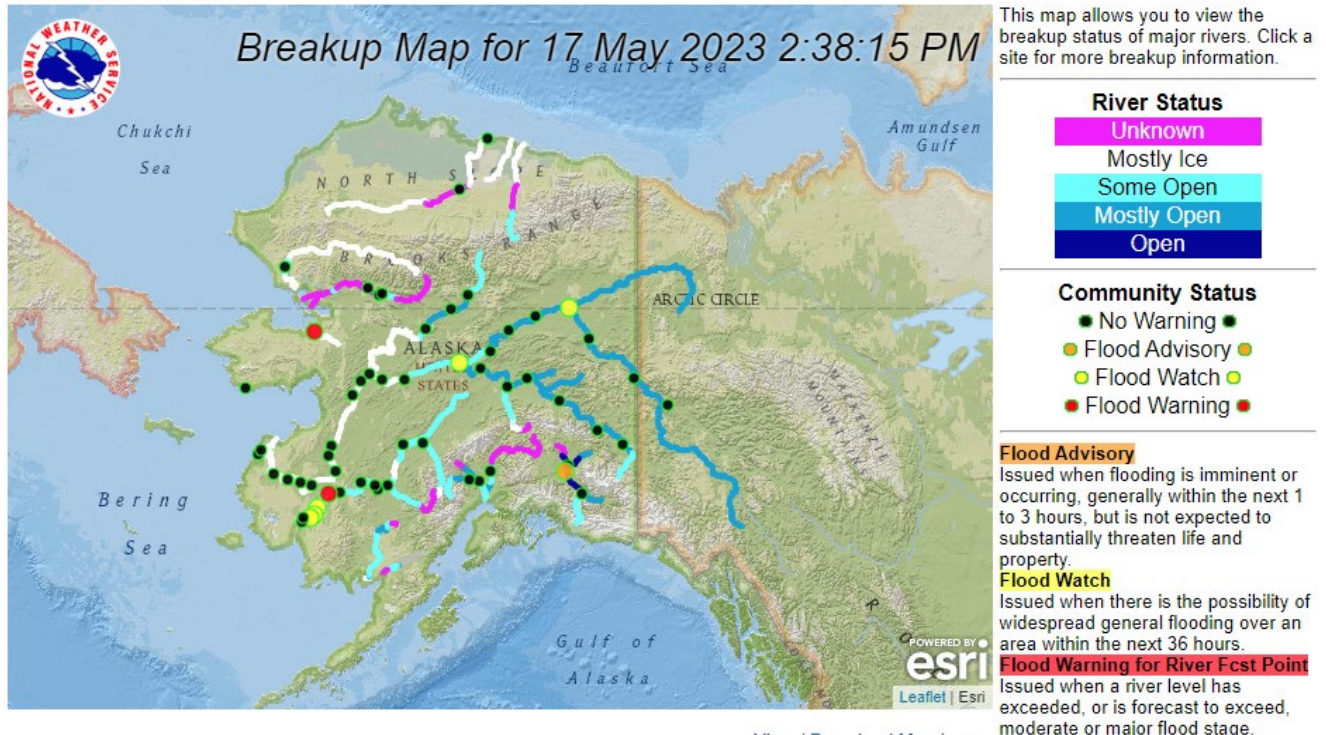 NATIONAL WEATHER SERVICE
Breakup Map for 17 May 2023 2:38:15 PM
Beaufort Sea
Chukchi
Sea
Amundsen
Gulf
NORTH SLOPE
BROOKS RANGE
ARCTIC CIRCLE
ALASKA
STATES
MACKENZIE
MOUNTAINS
Bering
Sea
Gulf of
Alaska
POWERED BY
esri
Leaflet | Esri
This map allows you to view the
breakup status of major rivers. Click a
site for more breakup information.
River Status
Unknown
Mostly Ice
Some Open
Mostly Open
Open
Community Status
No Warning
Flood Advisory
Flood Watch
Flood Warning
Flood Advisory
Issued when flooding is imminent or
occurring, generally within the next 1
to 3 hours, but is not expected to
substantially threaten life and
property.
Flood Watch
Issued when there is the possibility of
widespread general flooding over an
area within the next 36 hours.
Flood Warning for River Fcst Point
Issued when a river level has
exceeded, or is forecast to exceed,
moderate or major flood stage.